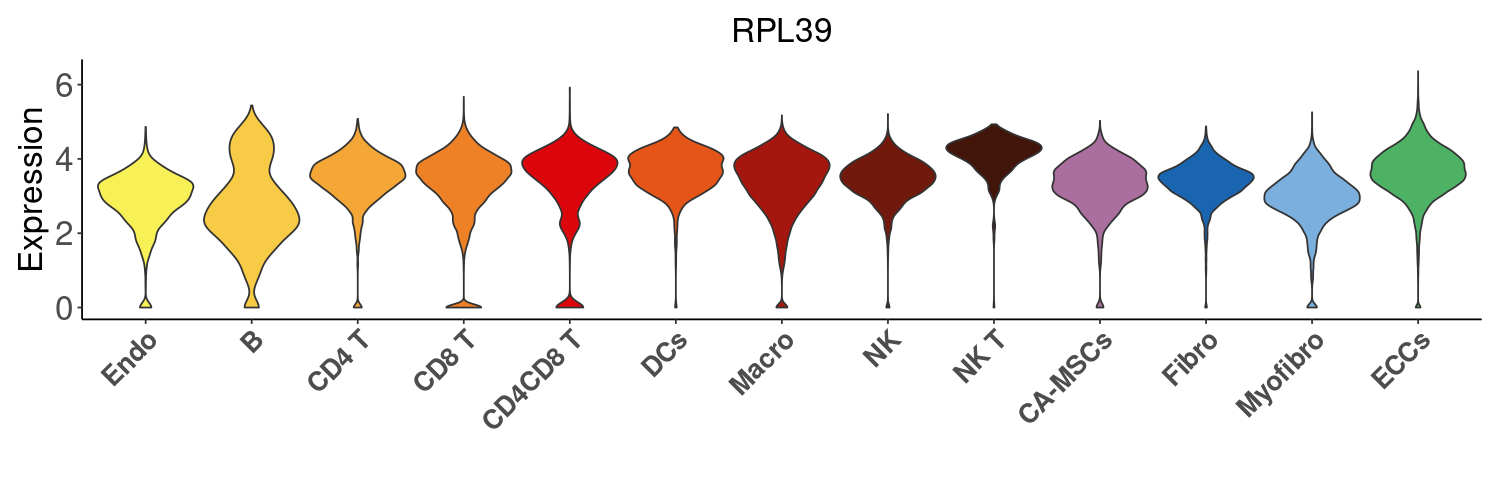 RPL39
Expression
6
4
2
0
Endo
B
CD4 T
CD8 T
CD4CD8 T
DCs
Macro
NK
NK T
CA-MSCs
Fibro
Myofibro
ECCs